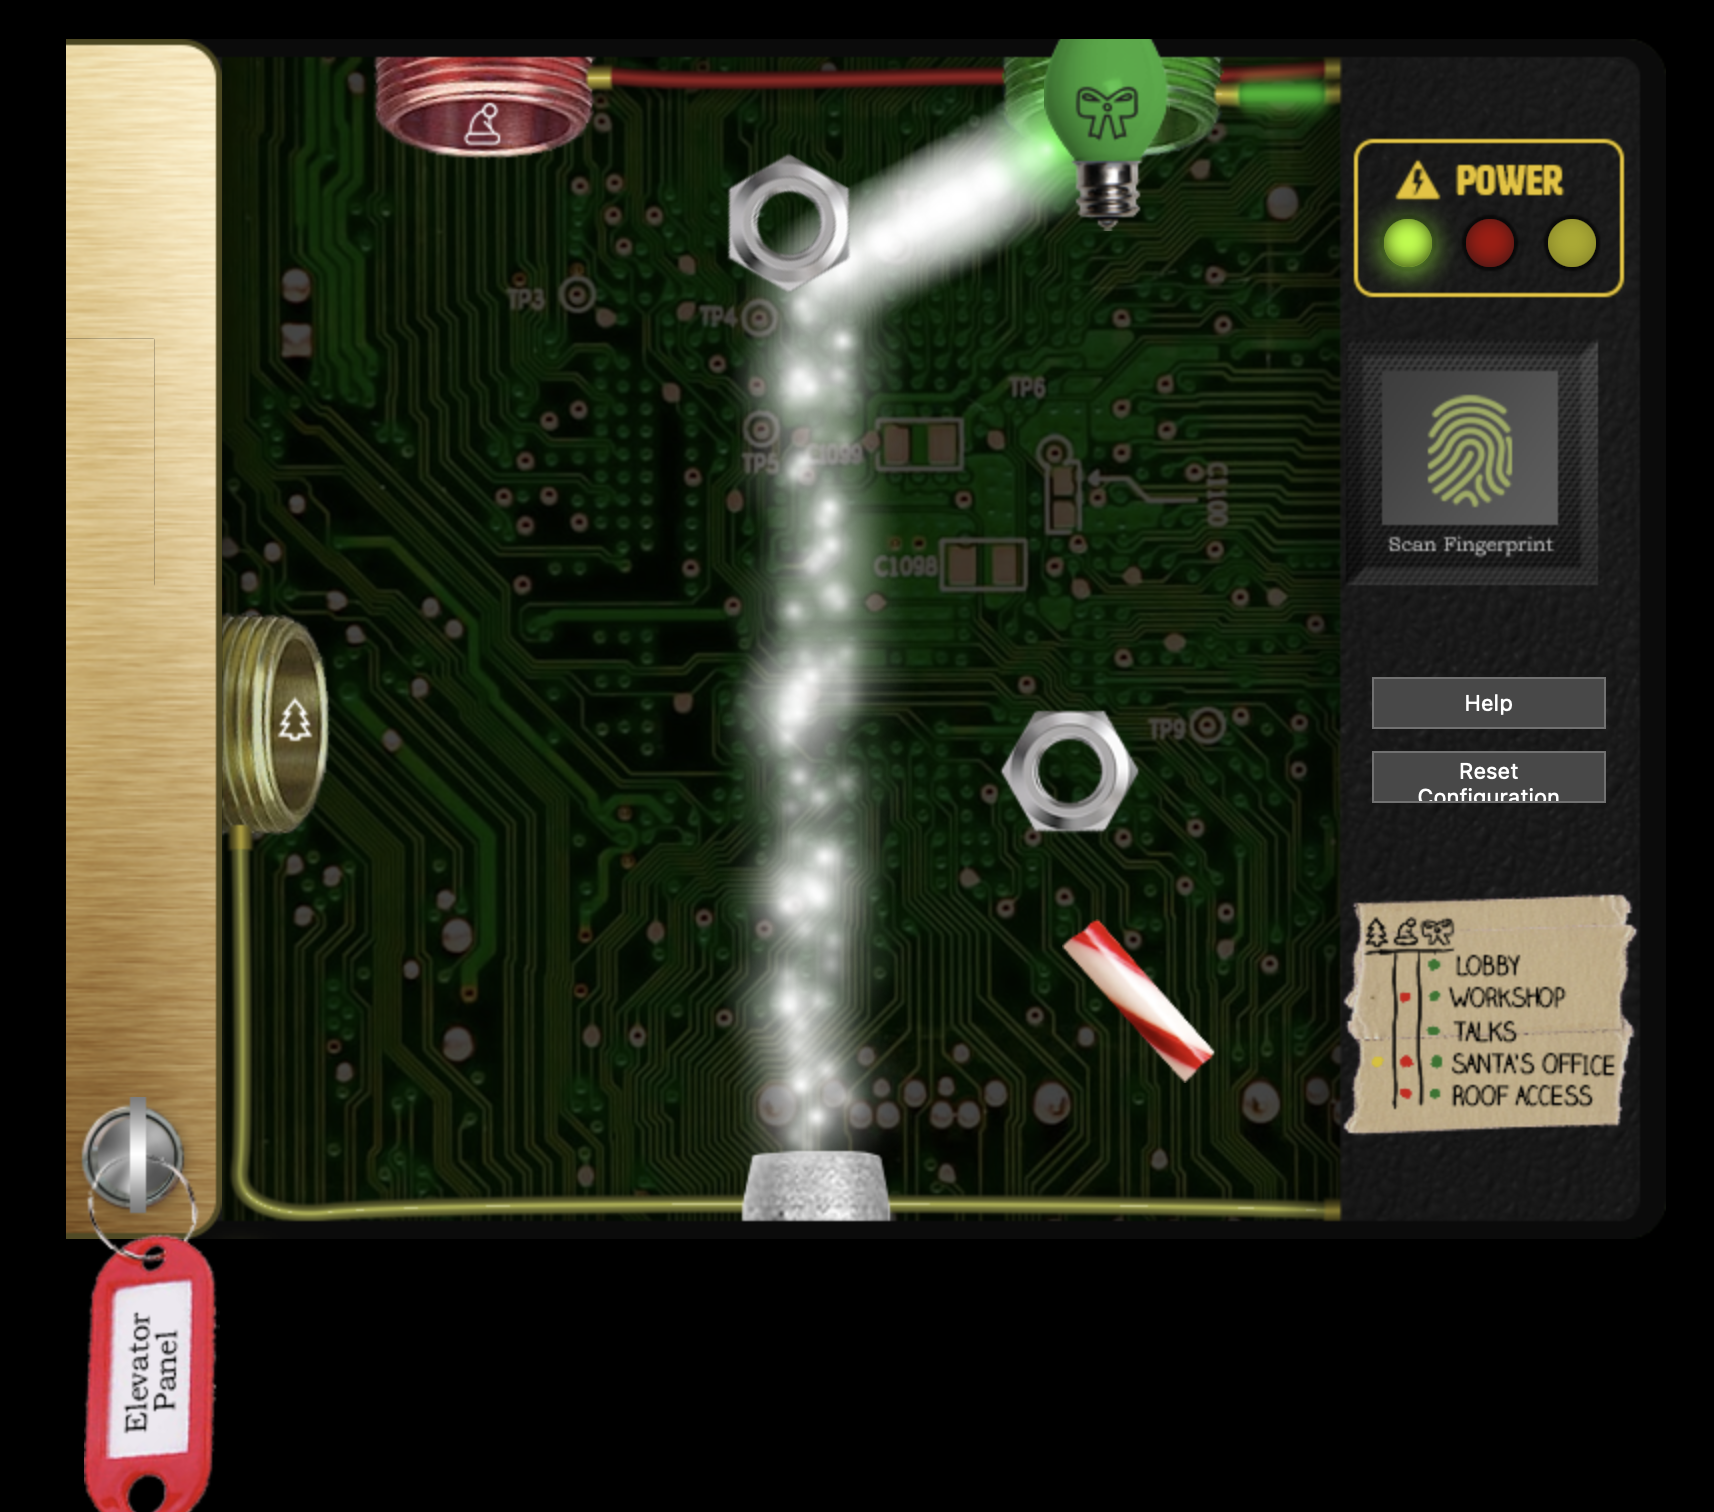 POWER
TP3
TP4
TP6
TP5
C1099
C1100
Scan Fingerprint
C1098
Help
TP9
Reset
Configuration
LOBBY
WORKSHOP
TALKS
SANTA'S OFFICE
ROOF ACCESS
Elevator
Panel